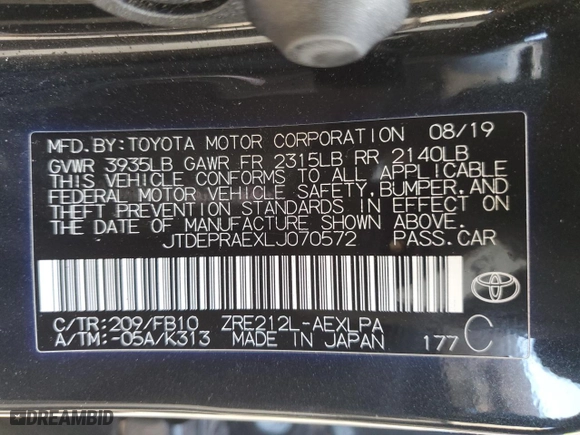 MFD. BY: TOYOTA MOTOR CORPORATION 08/19
GVWR 3935LB GAWR FR 2315LB RR 2140LB
THIS VEHICLE CONFORMS TO ALL APPLICABLE
FEDERAL MOTOR VEHICLE SAFETY, BUMPER, AND
THEFT PREVENTION STANDARDS IN EFFECT ON
THE DATE OF MANUFACTURE SHOWN ABOVE.
JTDEPRAEXLJ070572 PASS. CAR
C/TR: 209/FB10 ZRE212L-AEXLPA
A/TM: -05A/K313 MADE IN JAPAN 177 C
TOYOTA
© DREAMBID